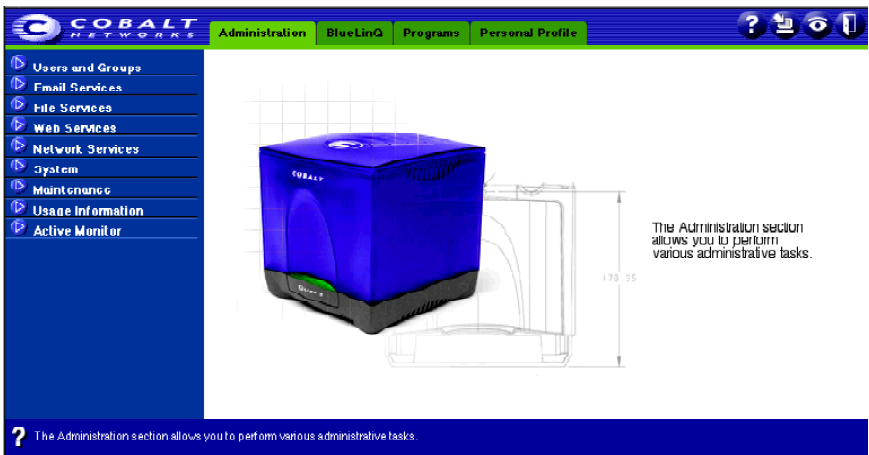 COBALT
NETWORKS
Administration
BlueLinQ
Programs
Personal Profile
Users and Groups
Email Services
File Services
Web Services
Network Services
System
Maintenance
Usage Information
Active Monitor
COBALT
The Administration section
allows you to perform
various administrative tasks.
? The Administration section allows you to perform various administrative tasks.